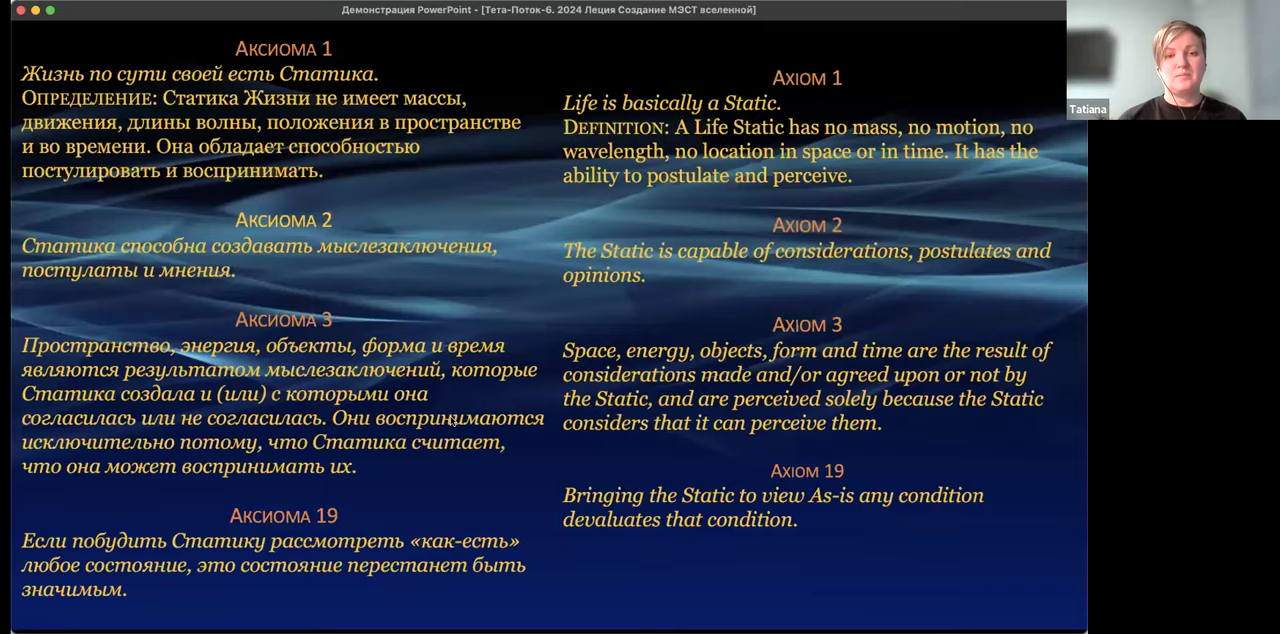 Демонстрация PowerPoint - [Тета-Поток-6. 2024 Леция Создание МЭСТ вселенной]
Аксиома 1
Жизнь по сути своей есть Статика.
Определение: Статика Жизни не имеет массы,
движения, длины волны, положения в пространстве
и во времени. Она обладает способностью
постулировать и воспринимать.
Аксиома 2
Статика способна создавать мыслезаключения,
постулаты и мнения.
Аксиома 3
Пространство, энергия, объекты, форма и время
являются результатом мыслезаключений, которые
Статика создала и (или) с которыми она
согласилась или не согласилась. Они воспринимаются
исключительно потому, что Статика считает,
что она может воспринимать их.
Аксиома 19
Если побудить Статику рассмотреть «как-есть»
любое состояние, это состояние перестанет быть
значимым.
Axiom 1
Life is basically a Static.
Definition: A Life Static has no mass, no motion, no
wavelength, no location in space or in time. It has the
ability to postulate and perceive.
Axiom 2
The Static is capable of considerations, postulates and
opinions.
Axiom 3
Space, energy, objects, form and time are the result of
considerations made and/or agreed upon or not by
the Static, and are perceived solely because the Static
considers that it can perceive them.
Axiom 19
Bringing the Static to view As-is any condition
devaluates that condition.
Tatiana